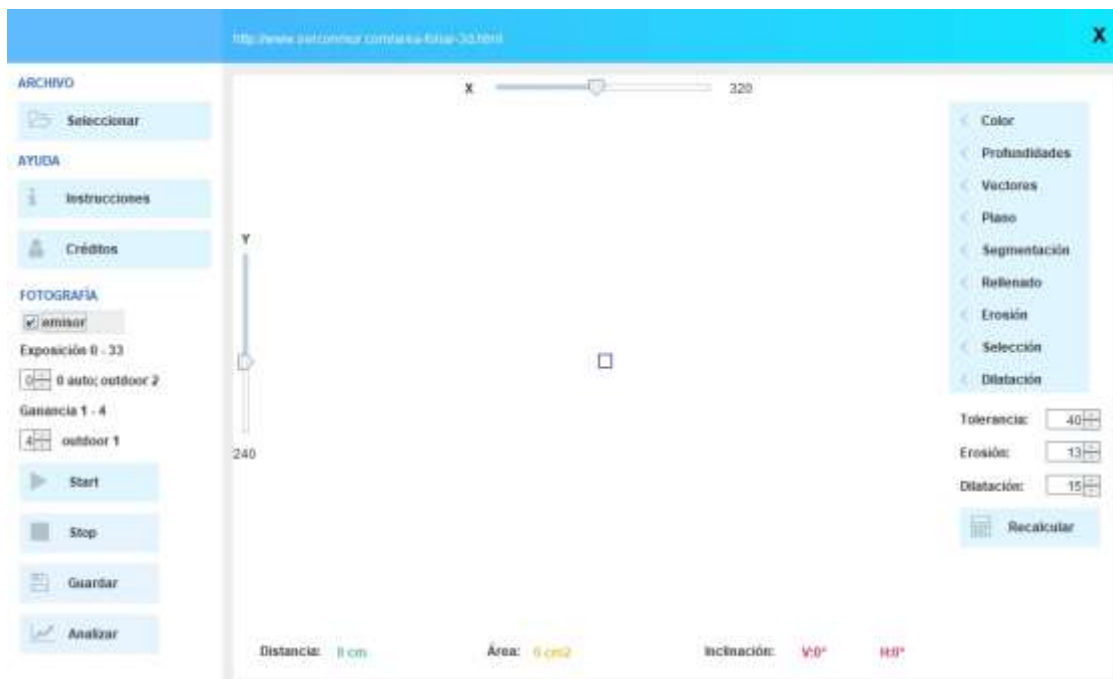 X
ARCHIVO
Seleccionar
AYUDA
Instrucciones
Créditos
FOTOGRAFÍA
emisor
Exposición 0 - 33
0 0 auto; outdoor 2
Ganancia 1 - 4
4 outdoor 1
Start
Stop
Guardar
Analizar
X 320
Y
240
Distancia: 0 cm Área: 0 cm2 Inclinación: V:0° H:0°
Color
Profundidades
Vectores
Plano
Segmentación
Rellenado
Erosión
Selección
Dilatación
Tolerancia: 40
Erosión: 13
Dilatación: 15
Recalcular